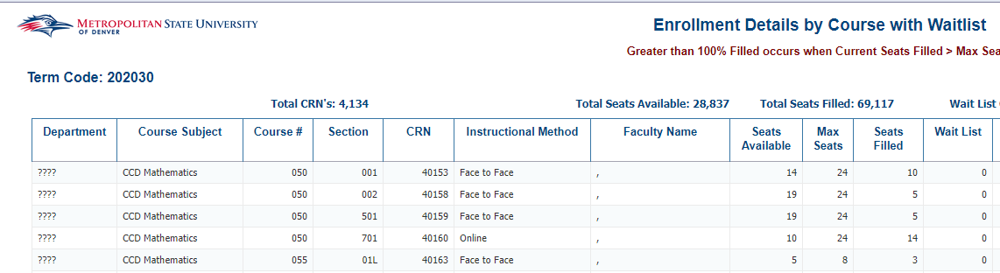 METROPOLITAN STATE UNIVERSITY
OF DENVER
Enrollment Details by Course with Waitlist
Greater than 100% Filled occurs when Current Seats Filled > Max Sea
Term Code: 202030
Total CRN's: 4,134 Total Seats Available: 28,837 Total Seats Filled: 69,117 Wait List
Department Course Subject Course # Section CRN Instructional Method Faculty Name Seats Available Max Seats Seats Filled Wait List
???? CCD Mathematics 050 001 40153 Face to Face , 14 24 10 0
???? CCD Mathematics 050 002 40158 Face to Face , 19 24 5 0
???? CCD Mathematics 050 501 40159 Face to Face , 19 24 5 0
???? CCD Mathematics 050 701 40160 Online , 10 24 14 0
???? CCD Mathematics 055 01L 40163 Face to Face , 5 8 3 0